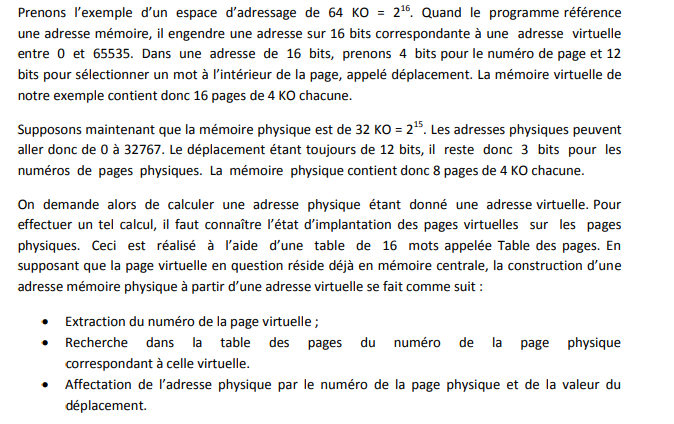 Prenons l’exemple d’un espace d’adressage de 64 KO = 2¹⁶. Quand le programme référence
une adresse mémoire, il engendre une adresse sur 16 bits correspondante à une adresse virtuelle
entre 0 et 65535. Dans une adresse de 16 bits, prenons 4 bits pour le numéro de page et 12
bits pour sélectionner un mot à l’intérieur de la page, appelé déplacement. La mémoire virtuelle de
notre exemple contient donc 16 pages de 4 KO chacune.
Supposons maintenant que la mémoire physique est de 32 KO = 2¹⁵. Les adresses physiques peuvent
aller donc de 0 à 32767. Le déplacement étant toujours de 12 bits, il reste donc 3 bits pour les
numéros de pages physiques. La mémoire physique contient donc 8 pages de 4 KO chacune.
On demande alors de calculer une adresse physique étant donné une adresse virtuelle. Pour
effectuer un tel calcul, il faut connaître l’état d’implantation des pages virtuelles sur les pages
physiques. Ceci est réalisé à l’aide d’une table de 16 mots appelée Table des pages. En
supposant que la page virtuelle en question réside déjà en mémoire centrale, la construction d’une
adresse mémoire physique à partir d’une adresse virtuelle se fait comme suit :
• Extraction du numéro de la page virtuelle ;
• Recherche dans la table des pages du numéro de la page physique
correspondant à celle virtuelle.
• Affectation de l’adresse physique par le numéro de la page physique et de la valeur du
déplacement.